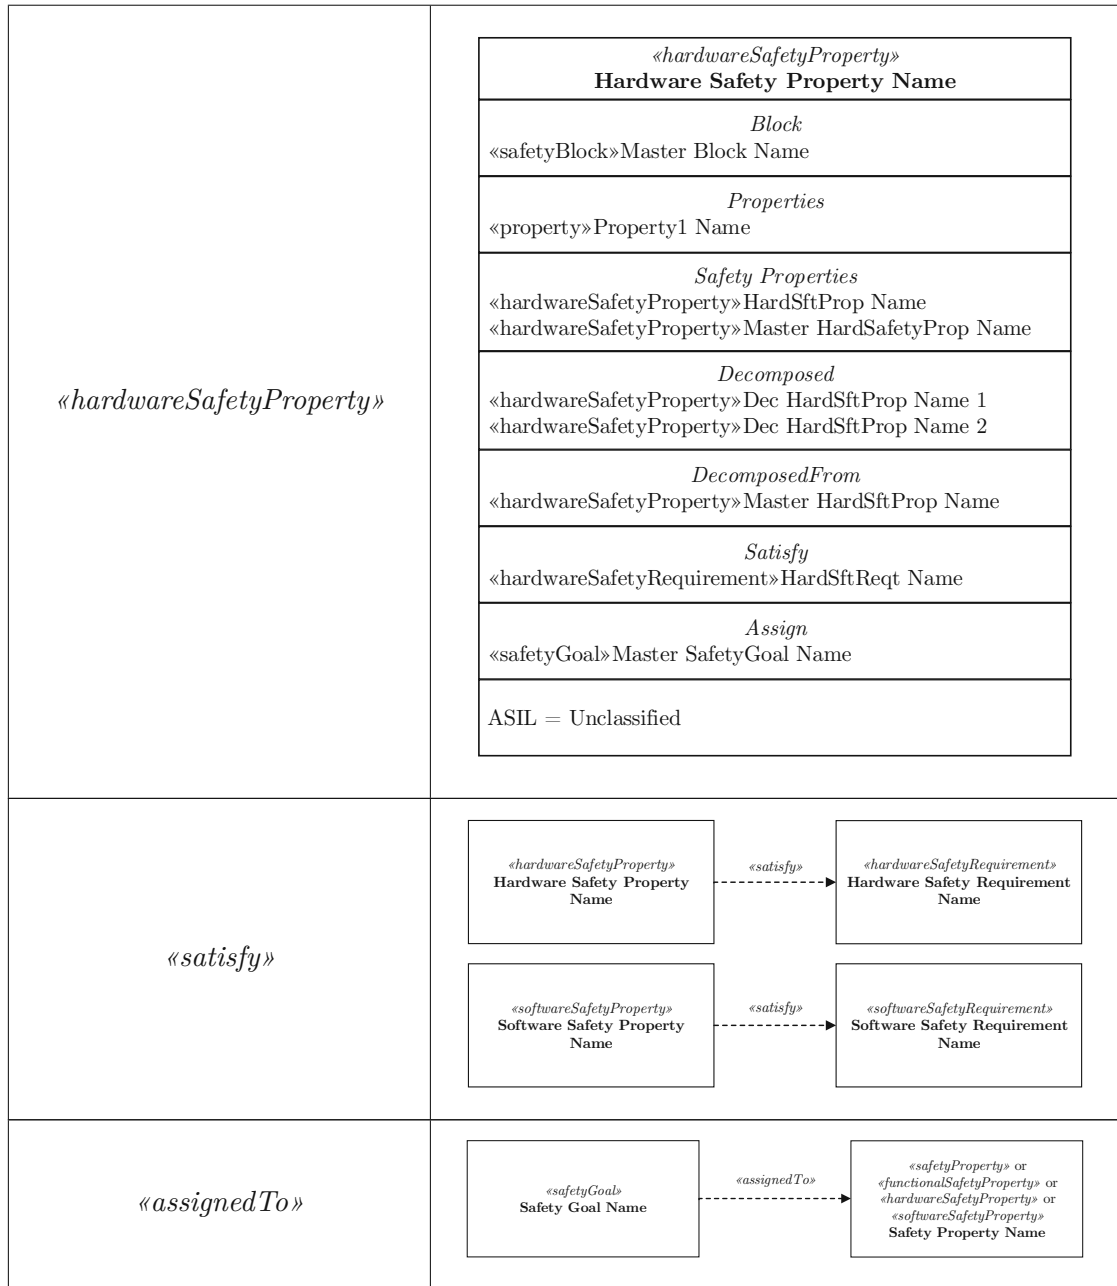 «hardwareSafetyProperty»
«hardwareSafetyProperty»
Hardware Safety Property Name
Block
«safetyBlock»Master Block Name
Properties
«property»Property1 Name
Safety Properties
«hardwareSafetyProperty»HardSftProp Name
«hardwareSafetyProperty»Master HardSafetyProp Name
Decomposed
«hardwareSafetyProperty»Dec HardSftProp Name 1
«hardwareSafetyProperty»Dec HardSftProp Name 2
DecomposedFrom
«hardwareSafetyProperty»Master HardSftProp Name
Satisfy
«hardwareSafetyRequirement»HardSftReqt Name
Assign
«safetyGoal»Master SafetyGoal Name
ASIL = Unclassified
«satisfy»
«hardwareSafetyProperty»
Hardware Safety Property
Name
«satisfy»
«hardwareSafetyRequirement»
Hardware Safety Requirement
Name
«softwareSafetyProperty»
Software Safety Property
Name
«satisfy»
«softwareSafetyRequirement»
Software Safety Requirement
Name
«assignedTo»
«safetyGoal»
Safety Goal Name
«assignedTo»
«safetyProperty» or
«functionalSafetyProperty» or
«hardwareSafetyProperty» or
«softwareSafetyProperty»
Safety Property Name